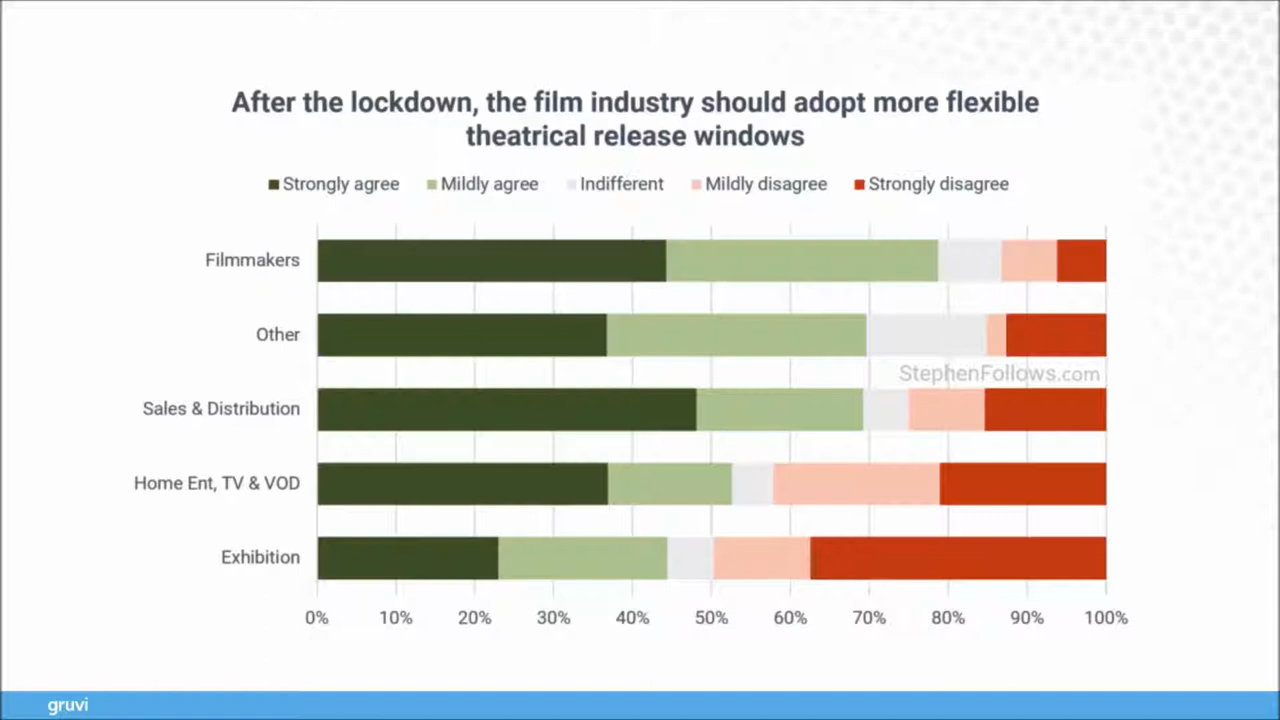 After the lockdown, the film industry should adopt more flexible
theatrical release windows
Strongly agree Mildly agree Indifferent Mildly disagree Strongly disagree
Filmmakers
Other
StephenFollows.com
Sales & Distribution
Home Ent, TV & VOD
Exhibition
0% 10% 20% 30% 40% 50% 60% 70% 80% 90% 100%
gruvi